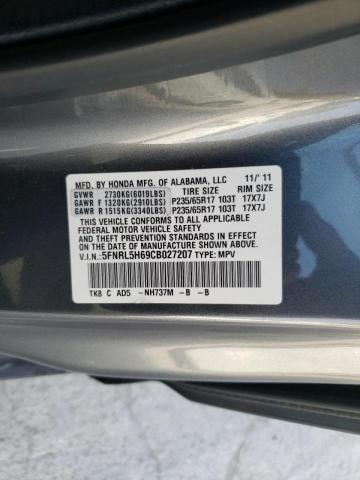 MFD. BY HONDA MFG. OF ALABAMA, LLC 11/'11
GVWR 2730KG(6019LBS) TIRE SIZE RIM SIZE
GAWR F 1320KG(2910LBS) P235/65R17 103T 17X7J
GAWR R 1515KG(3340LBS) P235/65R17 103T 17X7J
THIS VEHICLE CONFORMS TO ALL APPLICABLE
FEDERAL MOTOR VEHICLE SAFETY AND
THEFT PREVENTION STANDARDS IN EFFECT ON
THE DATE OF MANUFACTURE SHOWN ABOVE.
V.I.N: 5FNRL5H69CB027207 TYPE: MPV
TK8 C AD5 -NH737M -B -B